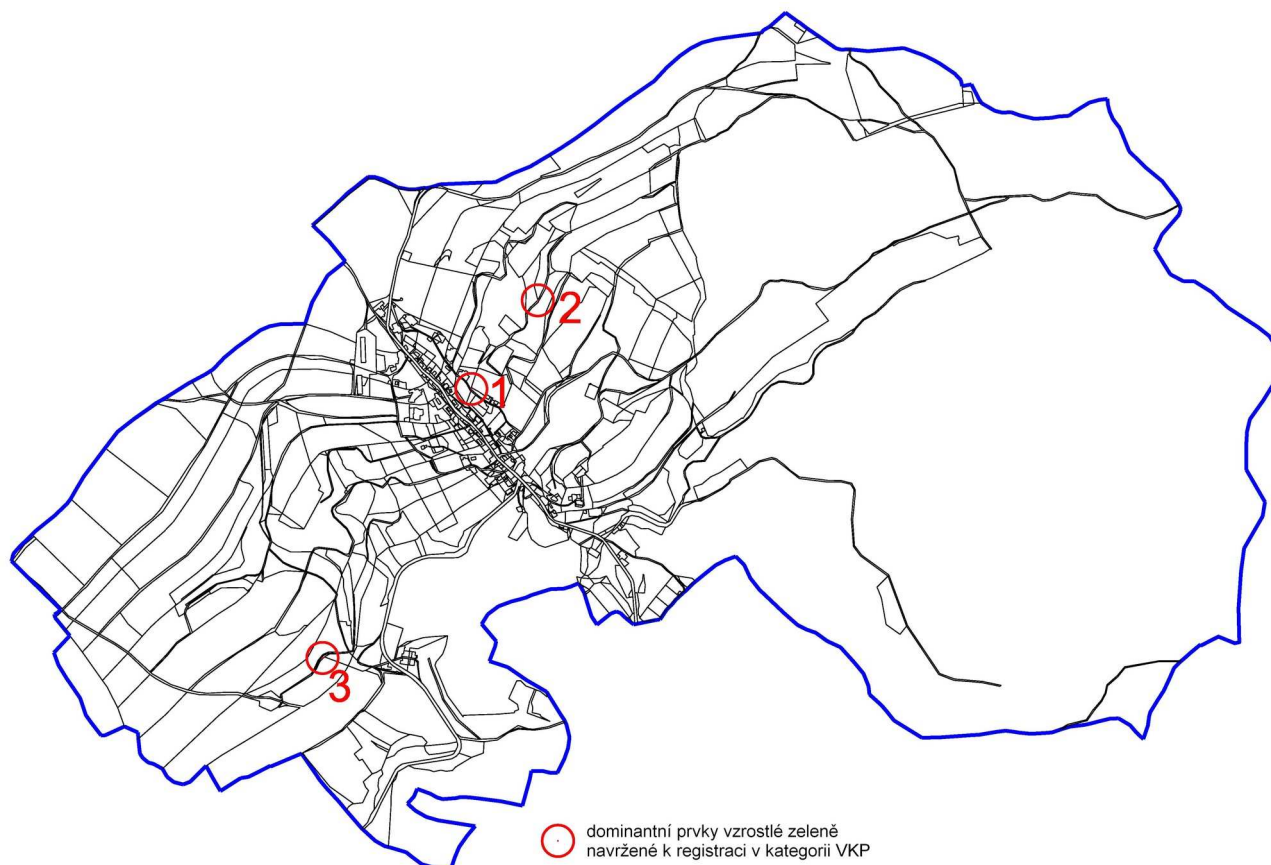 2
1
3
dominantní prvky vzrostlé zeleně
navržené k registraci v kategorii VKP